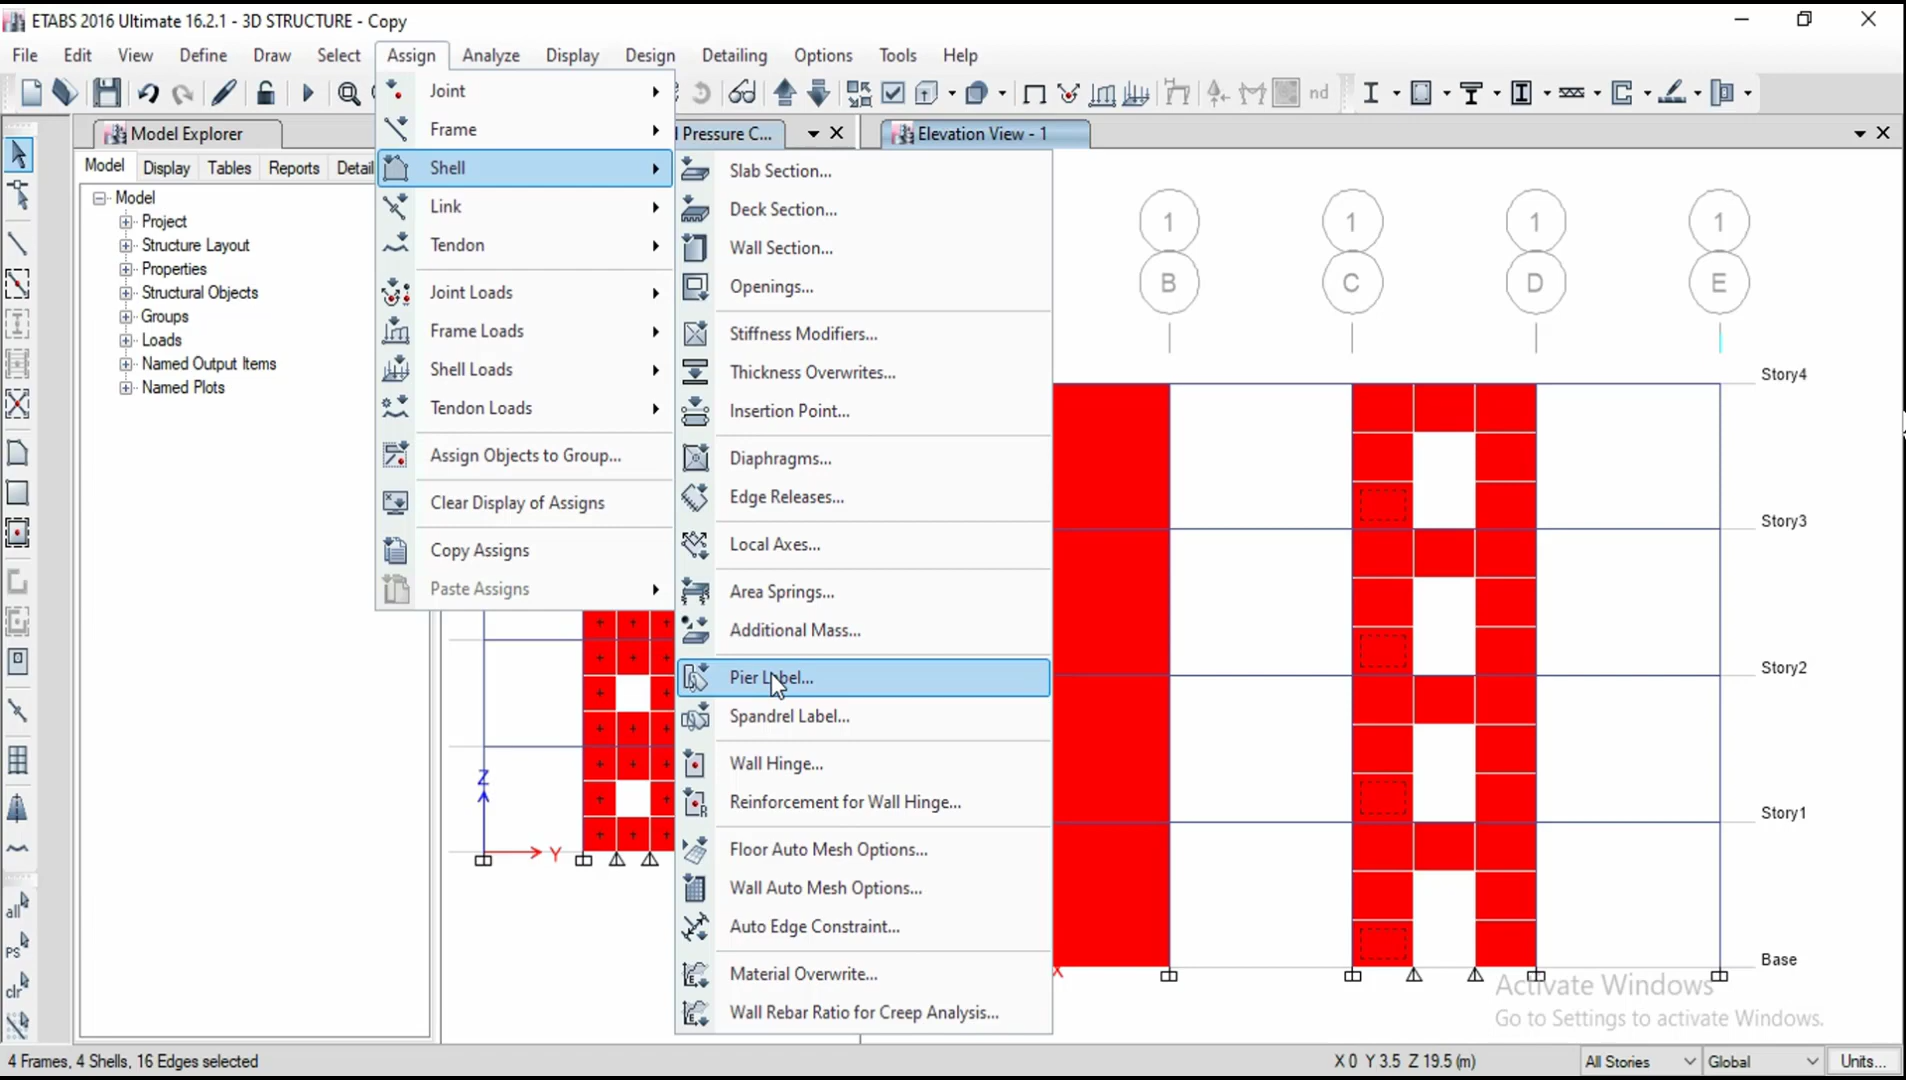 ETABS 2016 Ultimate 16.2.1 - 3D STRUCTURE - Copy
File Edit View Define Draw Select Assign Analyze Display Design Detailing Options Tools Help
nd
Model Explorer
Pressure C...
Elevation View - 1
Model Display Tables Reports Detail
Model
Project
Structure Layout
Properties
Structural Objects
Groups
Loads
Named Output Items
Named Plots
Joint
Frame
Shell
Link
Tendon
Joint Loads
Frame Loads
Shell Loads
Tendon Loads
Assign Objects to Group...
Clear Display of Assigns
Copy Assigns
Paste Assigns
Slab Section...
Deck Section...
Wall Section...
Openings...
Stiffness Modifiers...
Thickness Overwrites...
Insertion Point...
Diaphragms...
Edge Releases...
Local Axes...
Area Springs...
Additional Mass...
Pier Label...
Spandrel Label...
Wall Hinge...
Reinforcement for Wall Hinge...
Floor Auto Mesh Options...
Wall Auto Mesh Options...
Auto Edge Constraint...
Material Overwrite...
Wall Rebar Ratio for Creep Analysis...
1 1 1 1
B C D E
Story4
Story3
Story2
Story1
Base
Z
Y
X
all
PS
clr
Activate Windows
Go to Settings to activate Windows.
4 Frames, 4 Shells, 16 Edges selected
X 0 Y 3.5 Z 19.5 (m)
All Stories
Global
Units...